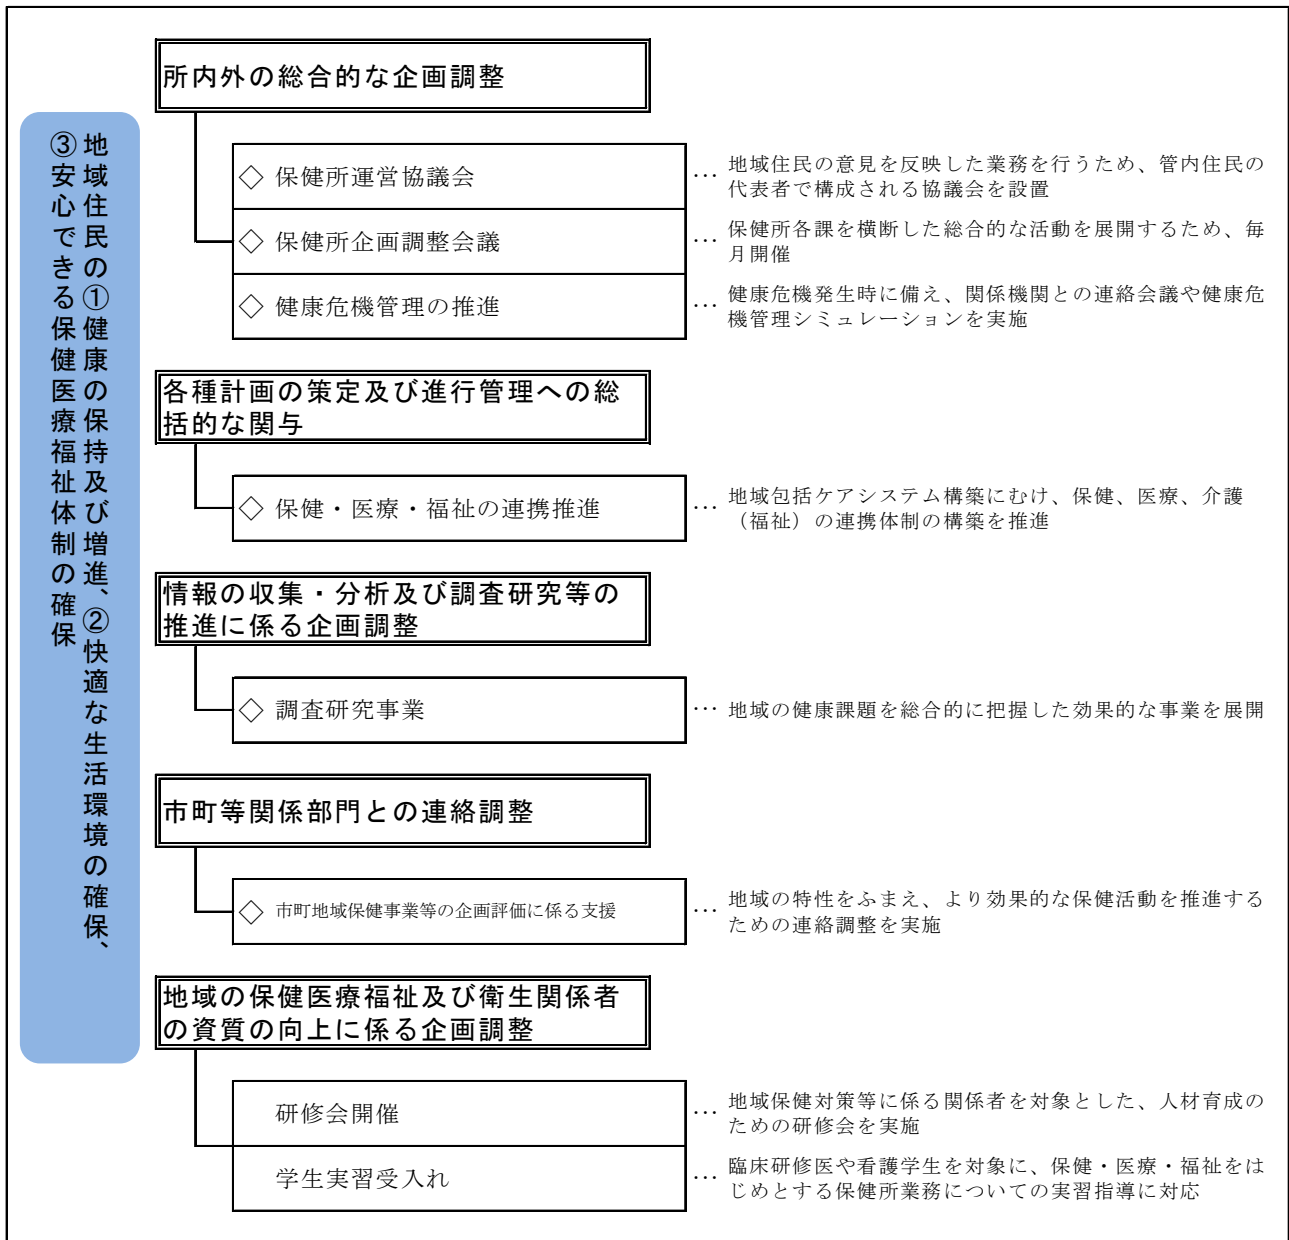 地域住民の①健康の保持及び増進、②快適な生活環境の確保、
③安心できる保健医療福祉体制の確保
所内外の総合的な企画調整
◇ 保健所運営協議会
… 地域住民の意見を反映した業務を行うため、管内住民の
代表者で構成される協議会を設置
◇ 保健所企画調整会議
… 保健所各課を横断した総合的な活動を展開するため、毎
月開催
◇ 健康危機管理の推進
… 健康危機発生時に備え、関係機関との連絡会議や健康危
機管理シミュレーションを実施
各種計画の策定及び進行管理への総
括的な関与
◇ 保健・医療・福祉の連携推進
… 地域包括ケアシステム構築にむけ、保健、医療、介護
（福祉）の連携体制の構築を推進
情報の収集・分析及び調査研究等の
推進に係る企画調整
◇ 調査研究事業
… 地域の健康課題を総合的に把握した効果的な事業を展開
市町等関係部門との連絡調整
◇ 市町地域保健事業等の企画評価に係る支援
… 地域の特性をふまえ、より効果的な保健活動を推進する
ための連絡調整を実施
地域の保健医療福祉及び衛生関係者
の資質の向上に係る企画調整
研修会開催
… 地域保健対策等に係る関係者を対象とした、人材育成の
ための研修会を実施
学生実習受入れ
… 臨床研修医や看護学生を対象に、保健・医療・福祉をは
じめとする保健所業務についての実習指導に対応